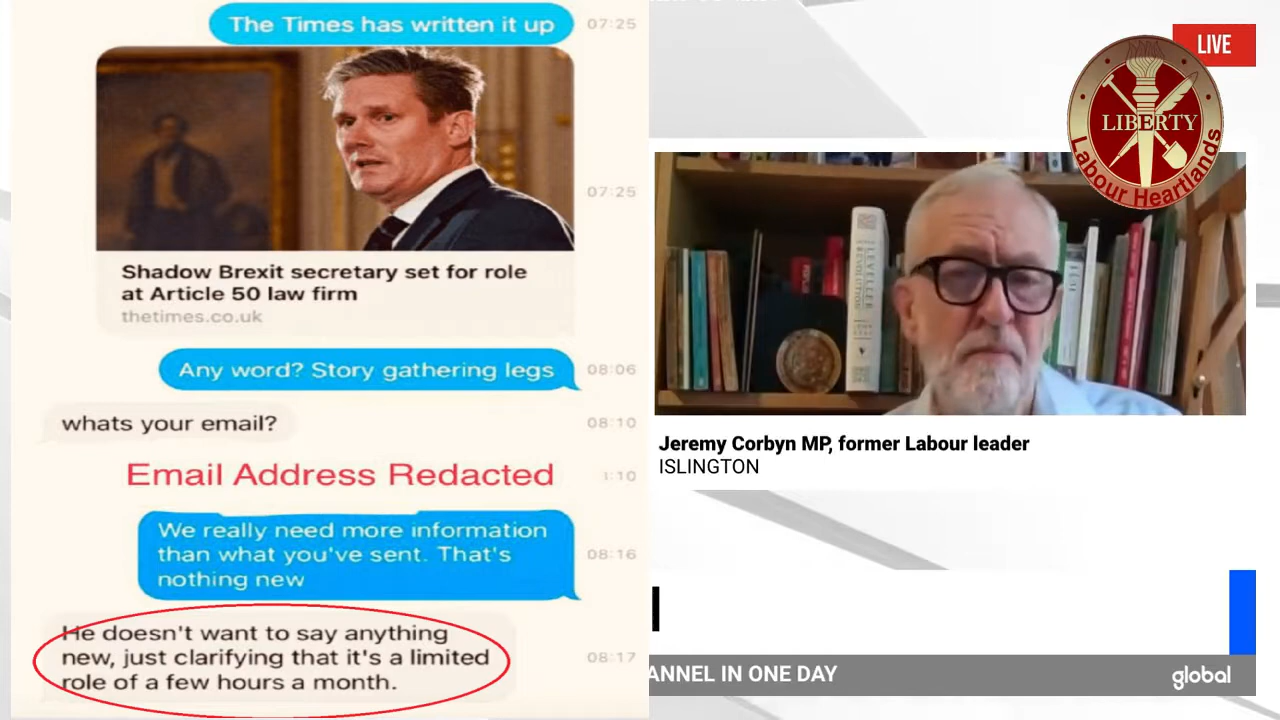 The Times has written it up
07:25
07:25
Shadow Brexit secretary set for role
at Article 50 law firm
thetimes.co.uk
Any word? Story gathering legs
08:06
whats your email?
08:10
Email Address Redacted
1:10
We really need more information
than what you've sent. That's
nothing new
08:16
He doesn't want to say anything
new, just clarifying that it's a limited
role of a few hours a month.
08:17
LIVE
LIBERTY
Labour Heartlands
LEVELLER
REVOLUTION
Jeremy Corbyn MP, former Labour leader
ISLINGTON
ANNEL IN ONE DAY
global